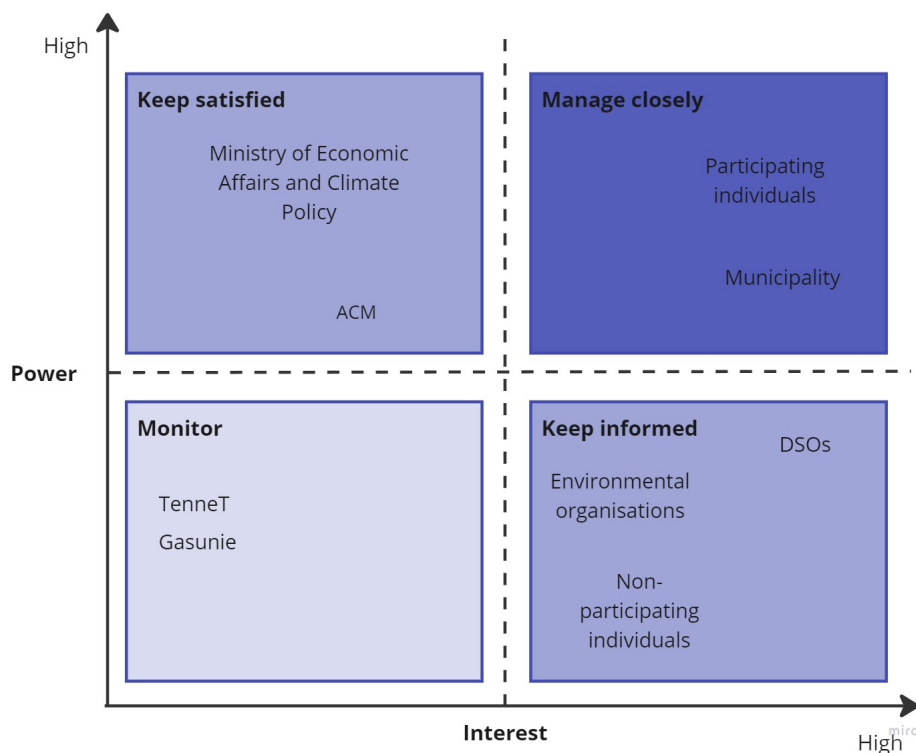 High
Keep satisfied
Ministry of Economic
Affairs and Climate
Policy
ACM
Manage closely
Participating
individuals
Municipality
Power
Monitor
TenneT
Gasunie
Keep informed
DSOs
Environmental
organisations
Non-
participating
individuals
Interest
High
miro